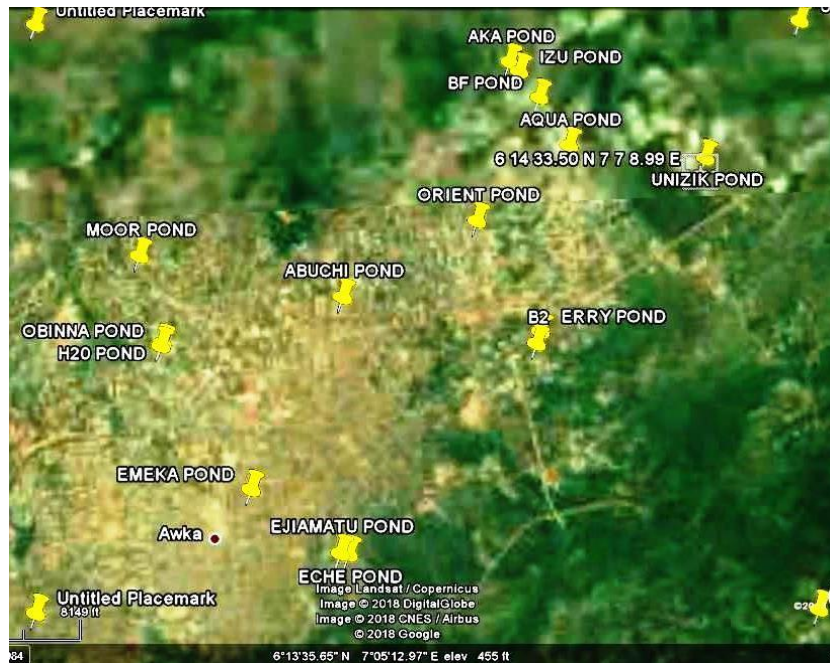 Untitled Placemark
AKA POND
IZU POND
BF POND
AQUA POND
6 14 33.50 N 7 7 8.99 E
UNIZIK POND
ORIENT POND
MOOR POND
ABUCHI POND
OBINNA POND
H20 POND
B2
ERRY POND
EMEKA POND
Awka
EJIAMATU POND
ECHE POND
Untitled Placemark
8149 ft
Image Landsat / Copernicus
Image © 2018 DigitalGlobe
Image © 2018 CNES / Airbus
© 2018 Google
©20
984
6°13'35.65" N 7°05'12.97" E elev 455 ft